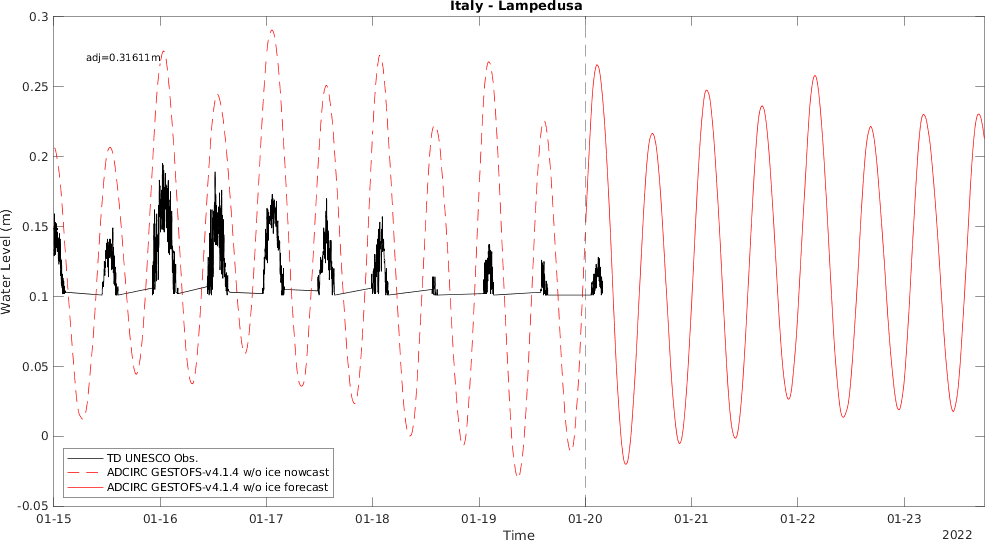 Italy - Lampedusa
0.3
adj=0.31611m
0.25
0.2
0.15
0.1
0.05
0
-0.05
Water Level (m)
TD UNESCO Obs.
ADCIRC GESTOFS-v4.1.4 w/o ice nowcast
ADCIRC GESTOFS-v4.1.4 w/o ice forecast
01-15 01-16 01-17 01-18 01-19 01-20 01-21 01-22 01-23
Time
2022